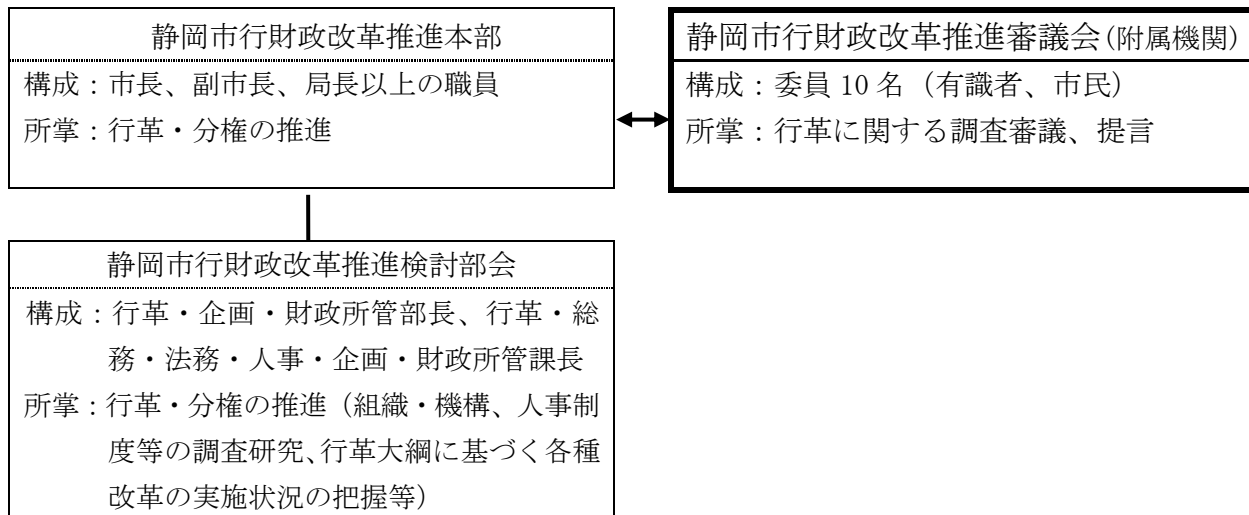 静岡市行財政改革推進本部
構成：市長、副市長、局長以上の職員
所掌：行革・分権の推進
静岡市行財政改革推進審議会(附属機関)
構成：委員 10 名（有識者、市民）
所掌：行革に関する調査審議、提言
静岡市行財政改革推進検討部会
構成：行革・企画・財政所管部長、行革・総
務・法務・人事・企画・財政所管課長
所掌：行革・分権の推進（組織・機構、人事制
度等の調査研究、行革大綱に基づく各種
改革の実施状況の把握等）